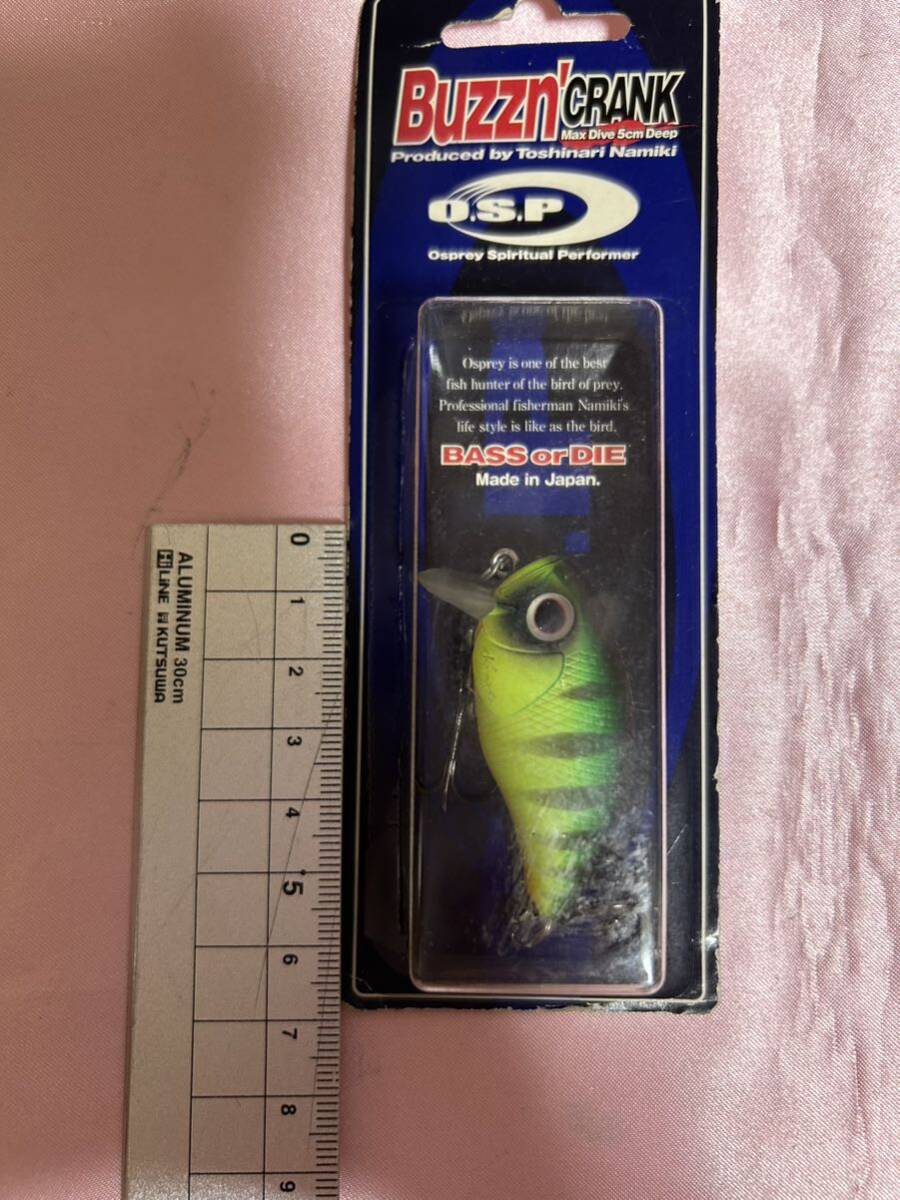 Buzzn'CRANK
Max Dive 5cm Deep
Produced by Toshinari Namiki
O.S.P
Osprey Spiritual Performer
Osprey is one of the best
fish hunter of the bird of prey.
Professional fisherman Namiki's
life style is like as the bird.
BASS or DIE
Made in Japan.
ALUMINUM 30cm
Hi LiNE KUTSUWA
0
1
2
3
4
5
6
7
8
9